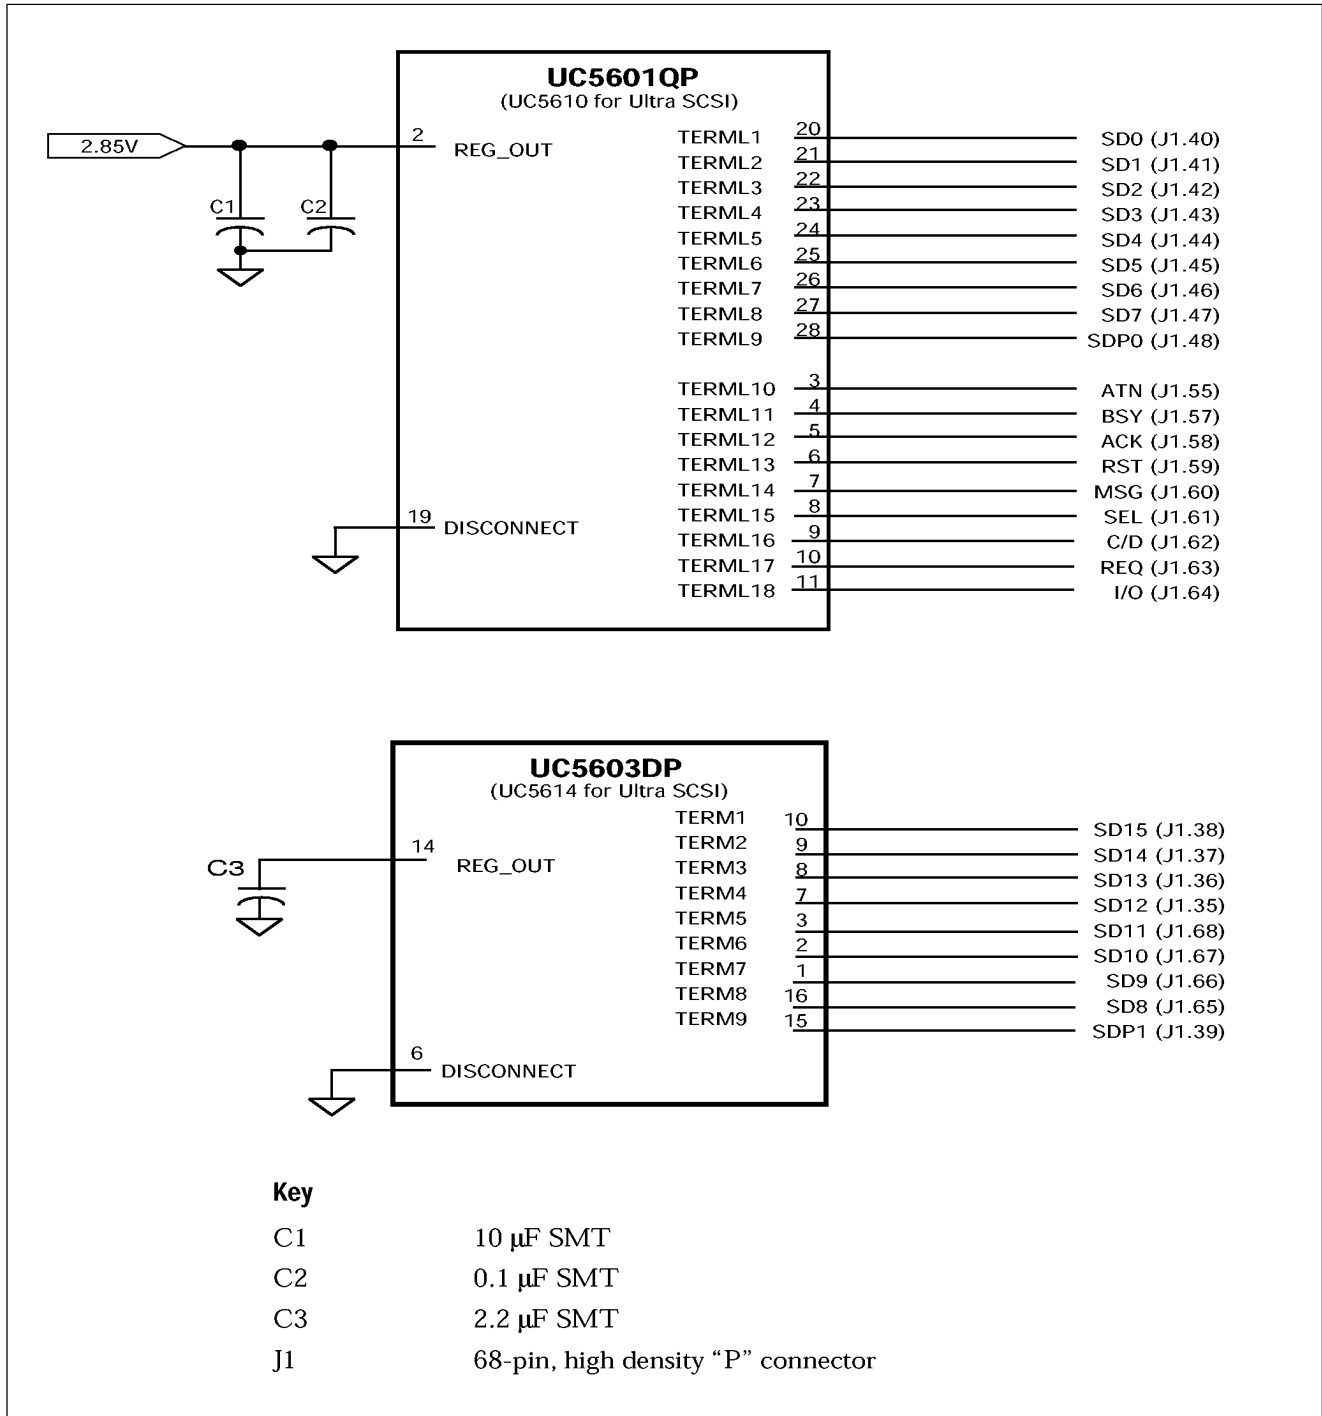 UC5601QP
(UC5610 for Ultra SCSI)
2.85V
2 REG_OUT
C1 C2
TERML1 20 SD0 (J1.40)
TERML2 21 SD1 (J1.41)
TERML3 22 SD2 (J1.42)
TERML4 23 SD3 (J1.43)
TERML5 24 SD4 (J1.44)
TERML6 25 SD5 (J1.45)
TERML7 26 SD6 (J1.46)
TERML8 27 SD7 (J1.47)
TERML9 28 SDP0 (J1.48)
TERML10 3 ATN (J1.55)
TERML11 4 BSY (J1.57)
TERML12 5 ACK (J1.58)
TERML13 6 RST (J1.59)
TERML14 7 MSG (J1.60)
TERML15 8 SEL (J1.61)
TERML16 9 C/D (J1.62)
TERML17 10 REQ (J1.63)
TERML18 11 I/O (J1.64)
19 DISCONNECT
UC5603DP
(UC5614 for Ultra SCSI)
C3
14 REG_OUT
TERM1 10 SD15 (J1.38)
TERM2 9 SD14 (J1.37)
TERM3 8 SD13 (J1.36)
TERM4 7 SD12 (J1.35)
TERM5 3 SD11 (J1.68)
TERM6 2 SD10 (J1.67)
TERM7 1 SD9 (J1.66)
TERM8 16 SD8 (J1.65)
TERM9 15 SDP1 (J1.39)
6 DISCONNECT
Key
C1 10 μF SMT
C2 0.1 μF SMT
C3 2.2 μF SMT
J1 68-pin, high density “P” connector